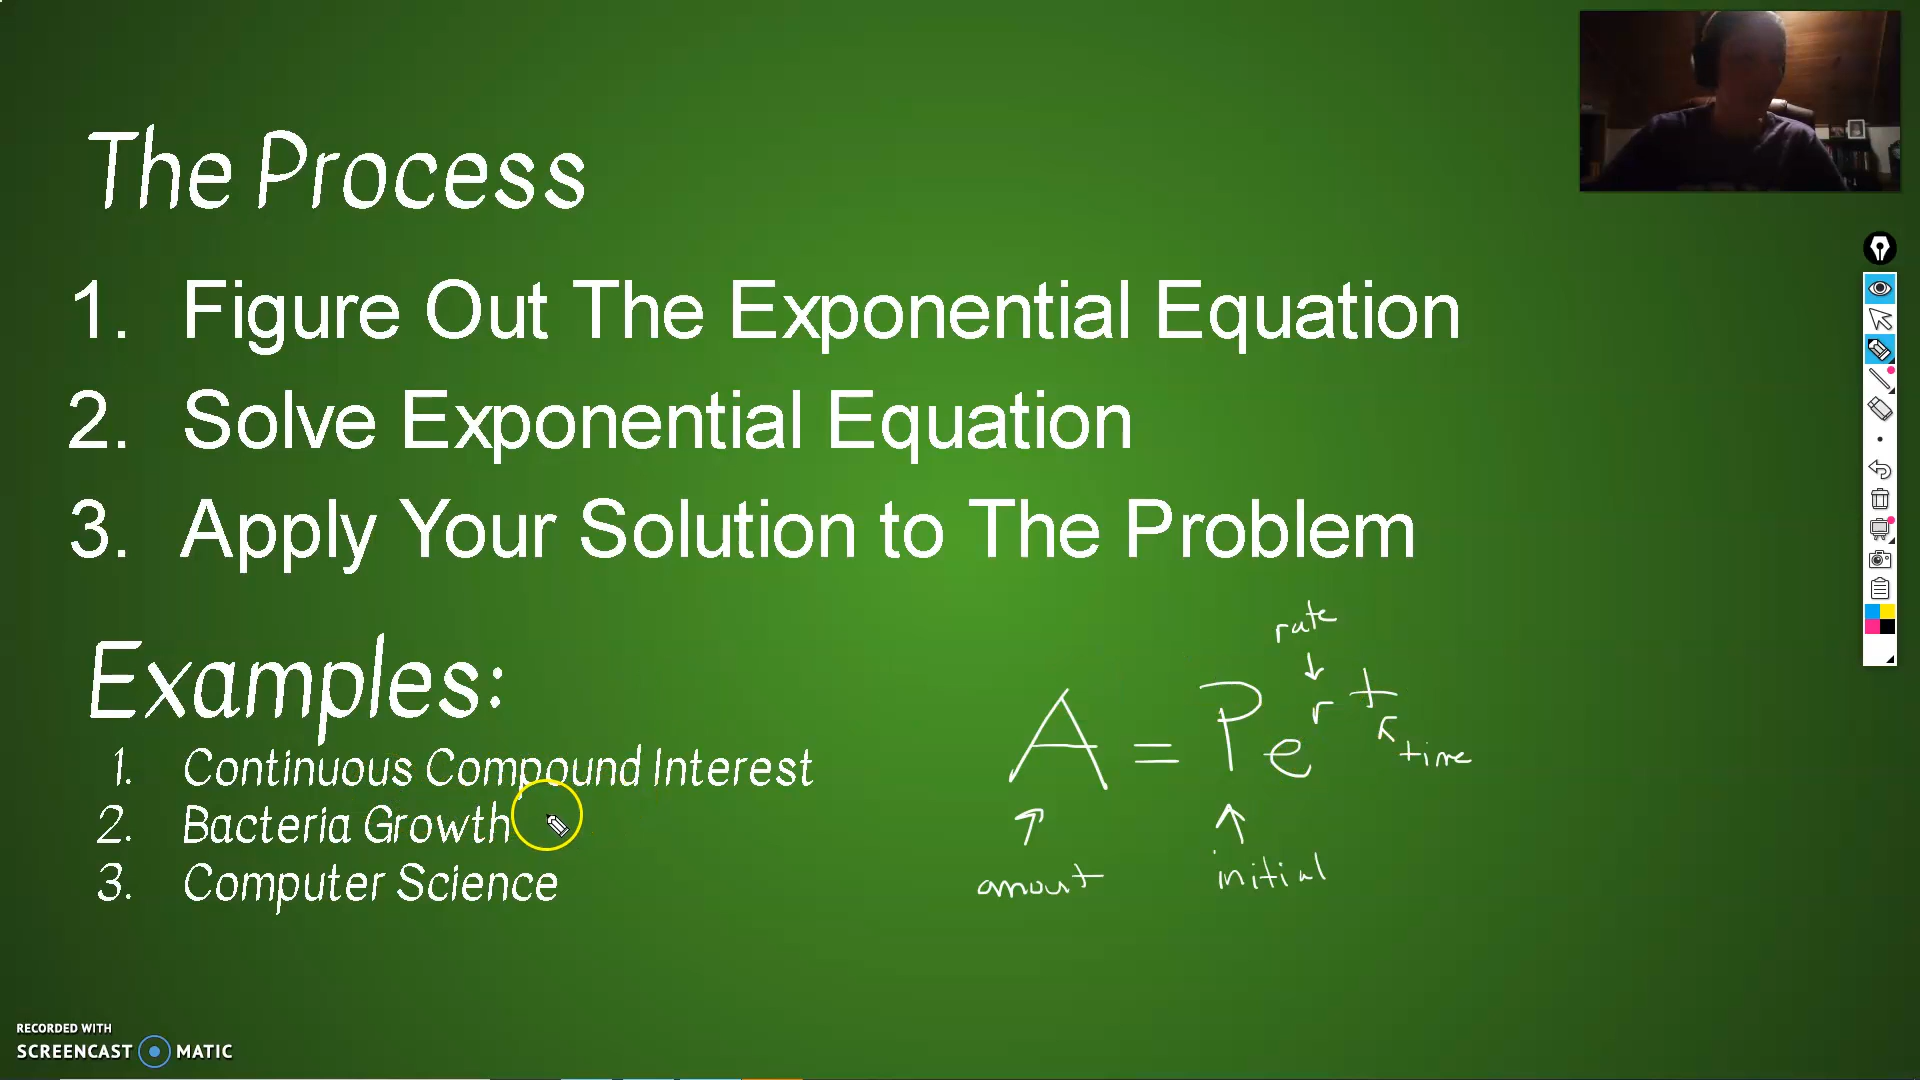 The Process
1. Figure Out The Exponential Equation
2. Solve Exponential Equation
3. Apply Your Solution to The Problem
Examples:
1. Continuous Compound Interest
2. Bacteria Growth
3. Computer Science
rate
A = Pe^rt
time
amount
initial
RECORDED WITH
SCREENCAST MATIC